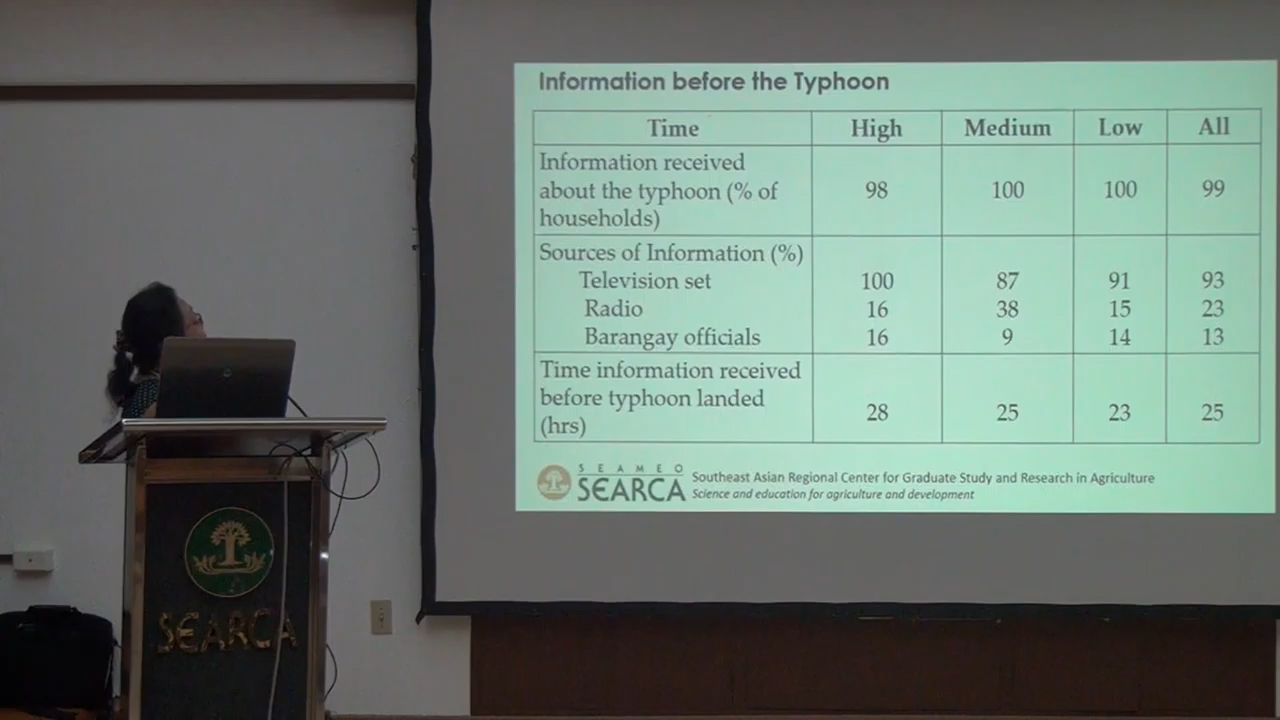 Information before the Typhoon
Time High Medium Low All
Information received
about the typhoon (% of
households) 98 100 100 99
Sources of Information (%)
Television set 100 87 91 93
Radio 16 38 15 23
Barangay officials 16 9 14 13
Time information received
before typhoon landed
(hrs) 28 25 23 25
SEAMEO
SEARCA
Southeast Asian Regional Center for Graduate Study and Research in Agriculture
Science and education for agriculture and development
SEARCA